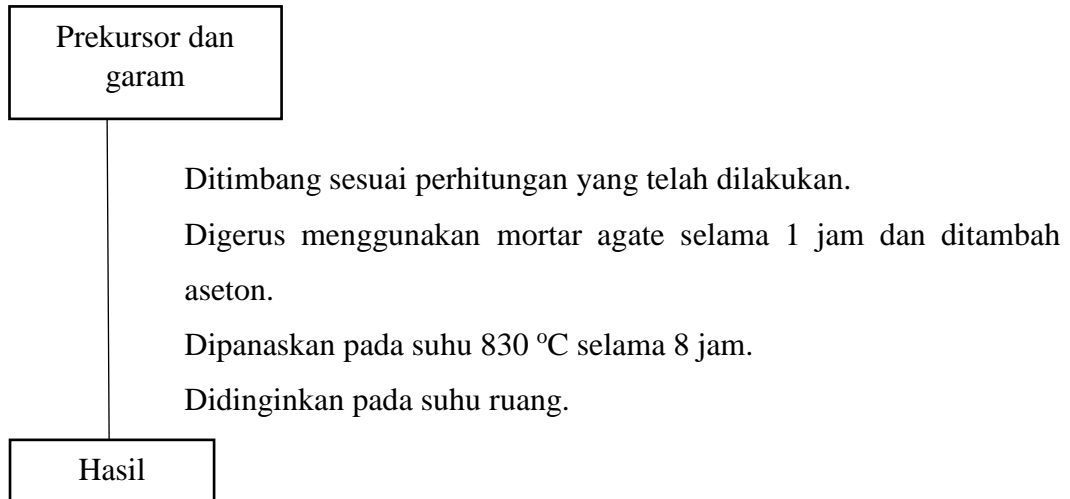 Prekursor dan
garam
Ditimbang sesuai perhitungan yang telah dilakukan.
Digerus menggunakan mortar agate selama 1 jam dan ditambah
aseton.
Dipanaskan pada suhu 830 ºC selama 8 jam.
Didinginkan pada suhu ruang.
Hasil